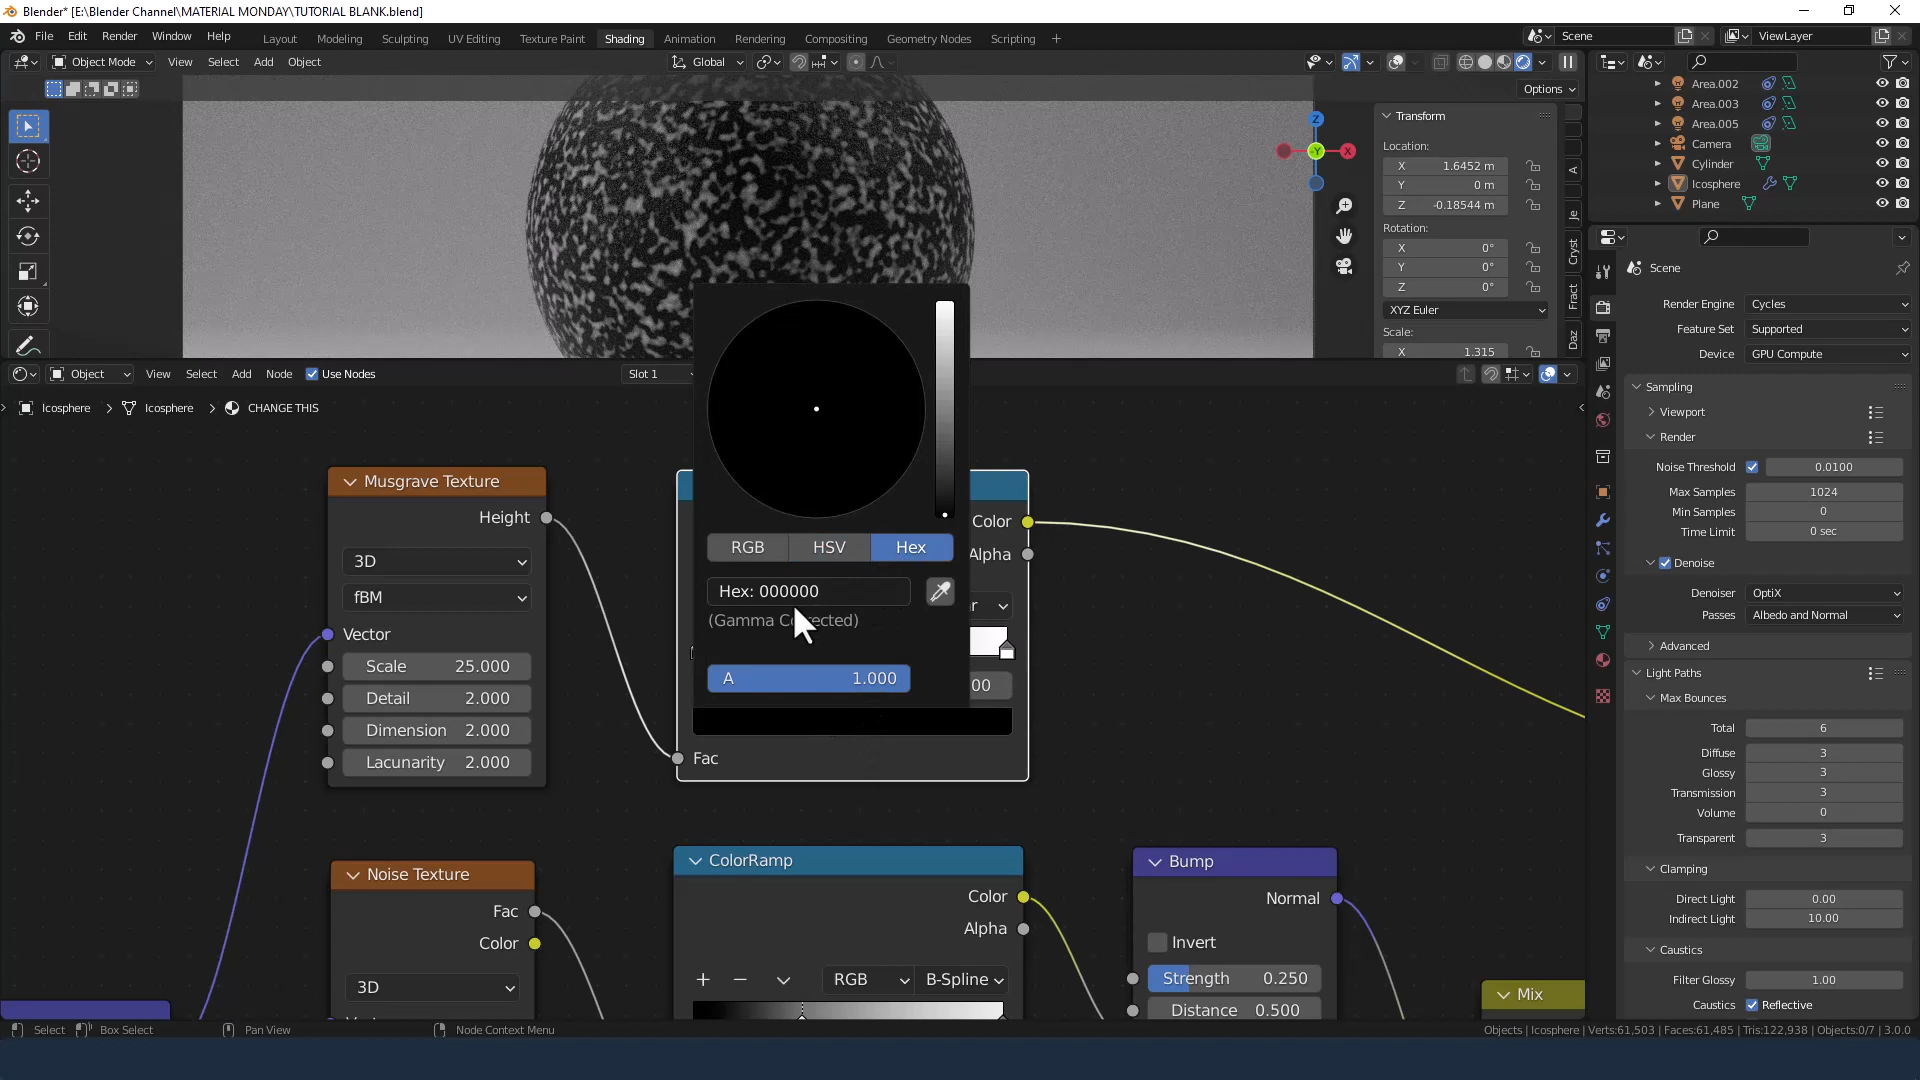 Blender* [E:\Blender Channel\MATERIAL MONDAY\TUTORIAL BLANK.blend]
File Edit Render Window Help
Layout Modeling Sculpting UV Editing Texture Paint Shading Animation Rendering Compositing Geometry Nodes Scripting +
Scene
ViewLayer
Object Mode View Select Add Object
Global
Options
Z
-Y
X
Transform
Location:
X 1.6452 m
Y 0 m
Z -0.18544 m
Rotation:
X 0°
Y 0°
Z 0°
XYZ Euler
Scale:
X 1.315
A
Je
Cryst
Fract
Daz
Area.002
Area.003
Area.005
Camera
Cylinder
Icosphere
Plane
Scene
Render Engine Cycles
Feature Set Supported
Device GPU Compute
Sampling
Viewport
Render
Noise Threshold 0.0100
Max Samples 1024
Min Samples 0
Time Limit 0 sec
Denoise
Denoiser OptiX
Passes Albedo and Normal
Advanced
Light Paths
Max Bounces
Total 6
Diffuse 3
Glossy 3
Transmission 3
Volume 0
Transparent 3
Clamping
Direct Light 0.00
Indirect Light 10.00
Caustics
Filter Glossy 1.00
Caustics Reflective
Object View Select Add Node Use Nodes
Slot 1
Icosphere > Icosphere > CHANGE THIS
Musgrave Texture
Height
3D
fBM
Vector
Scale 25.000
Detail 2.000
Dimension 2.000
Lacunarity 2.000
RGB HSV Hex
Hex: 000000
(Gamma Corrected)
A 1.000
Color
Alpha
r
00
Fac
Noise Texture
Fac
Color
3D
ColorRamp
Color
Alpha
+ − RGB B-Spline
Bump
Normal
Invert
Strength 0.250
Distance 0.500
Mix
Select Box Select Pan View Node Context Menu
Objects | Icosphere | Verts:61,503 | Faces:61,485 | Tris:122,938 | Objects:0/7 | 3.0.0